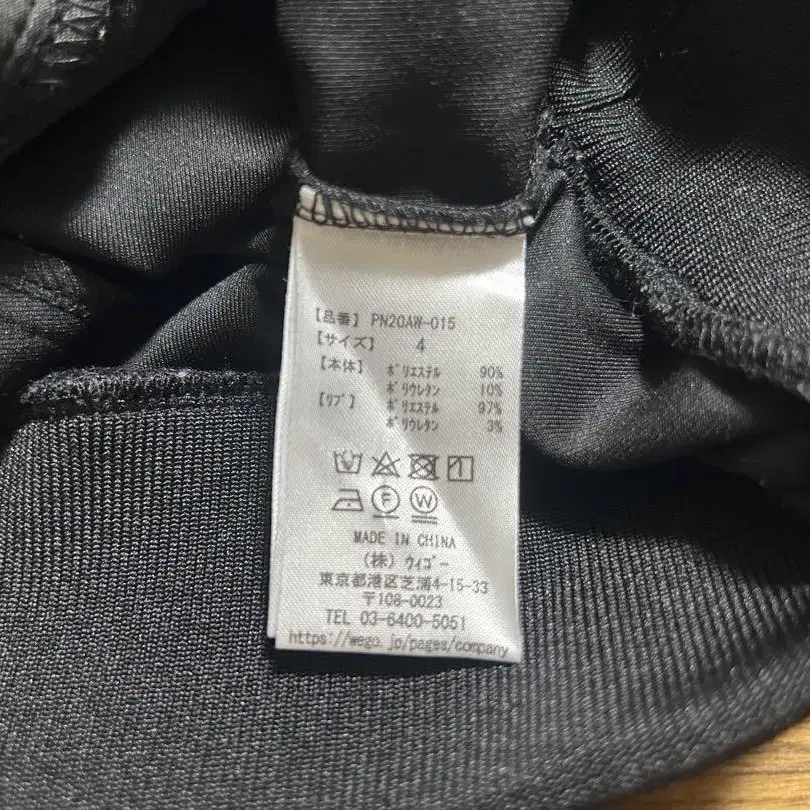 【品番】 PN20AW-015
【サイズ】 4
【本体】 ポリエステル 90%
ポリウレタン 10%
【リブ】 ポリエステル 97%
ポリウレタン 3%
F W
MADE IN CHINA
(株) ウィゴー
東京都港区芝浦4-15-33
〒108-0023
TEL 03-6400-5051
https://wego.jp/pages/company